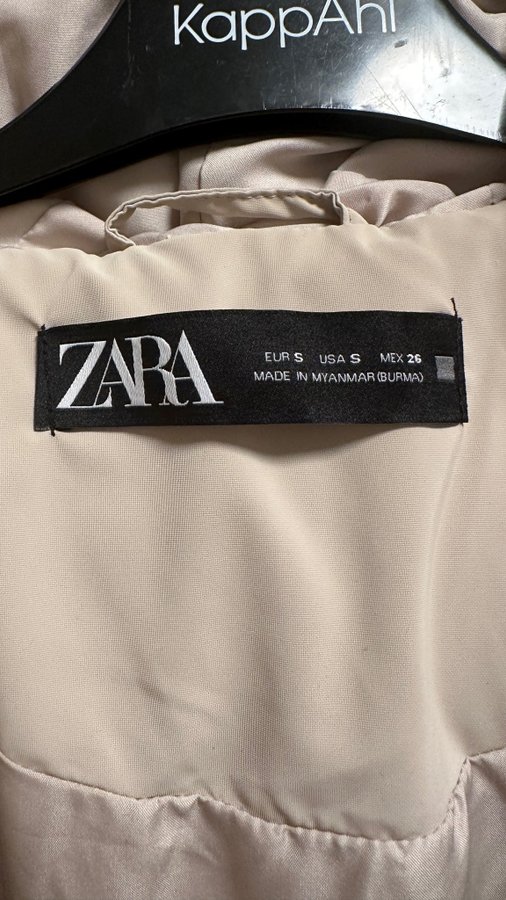 KappAhl
ZARA
EUR S USA S MEX 26
MADE IN MYANMAR (BURMA)